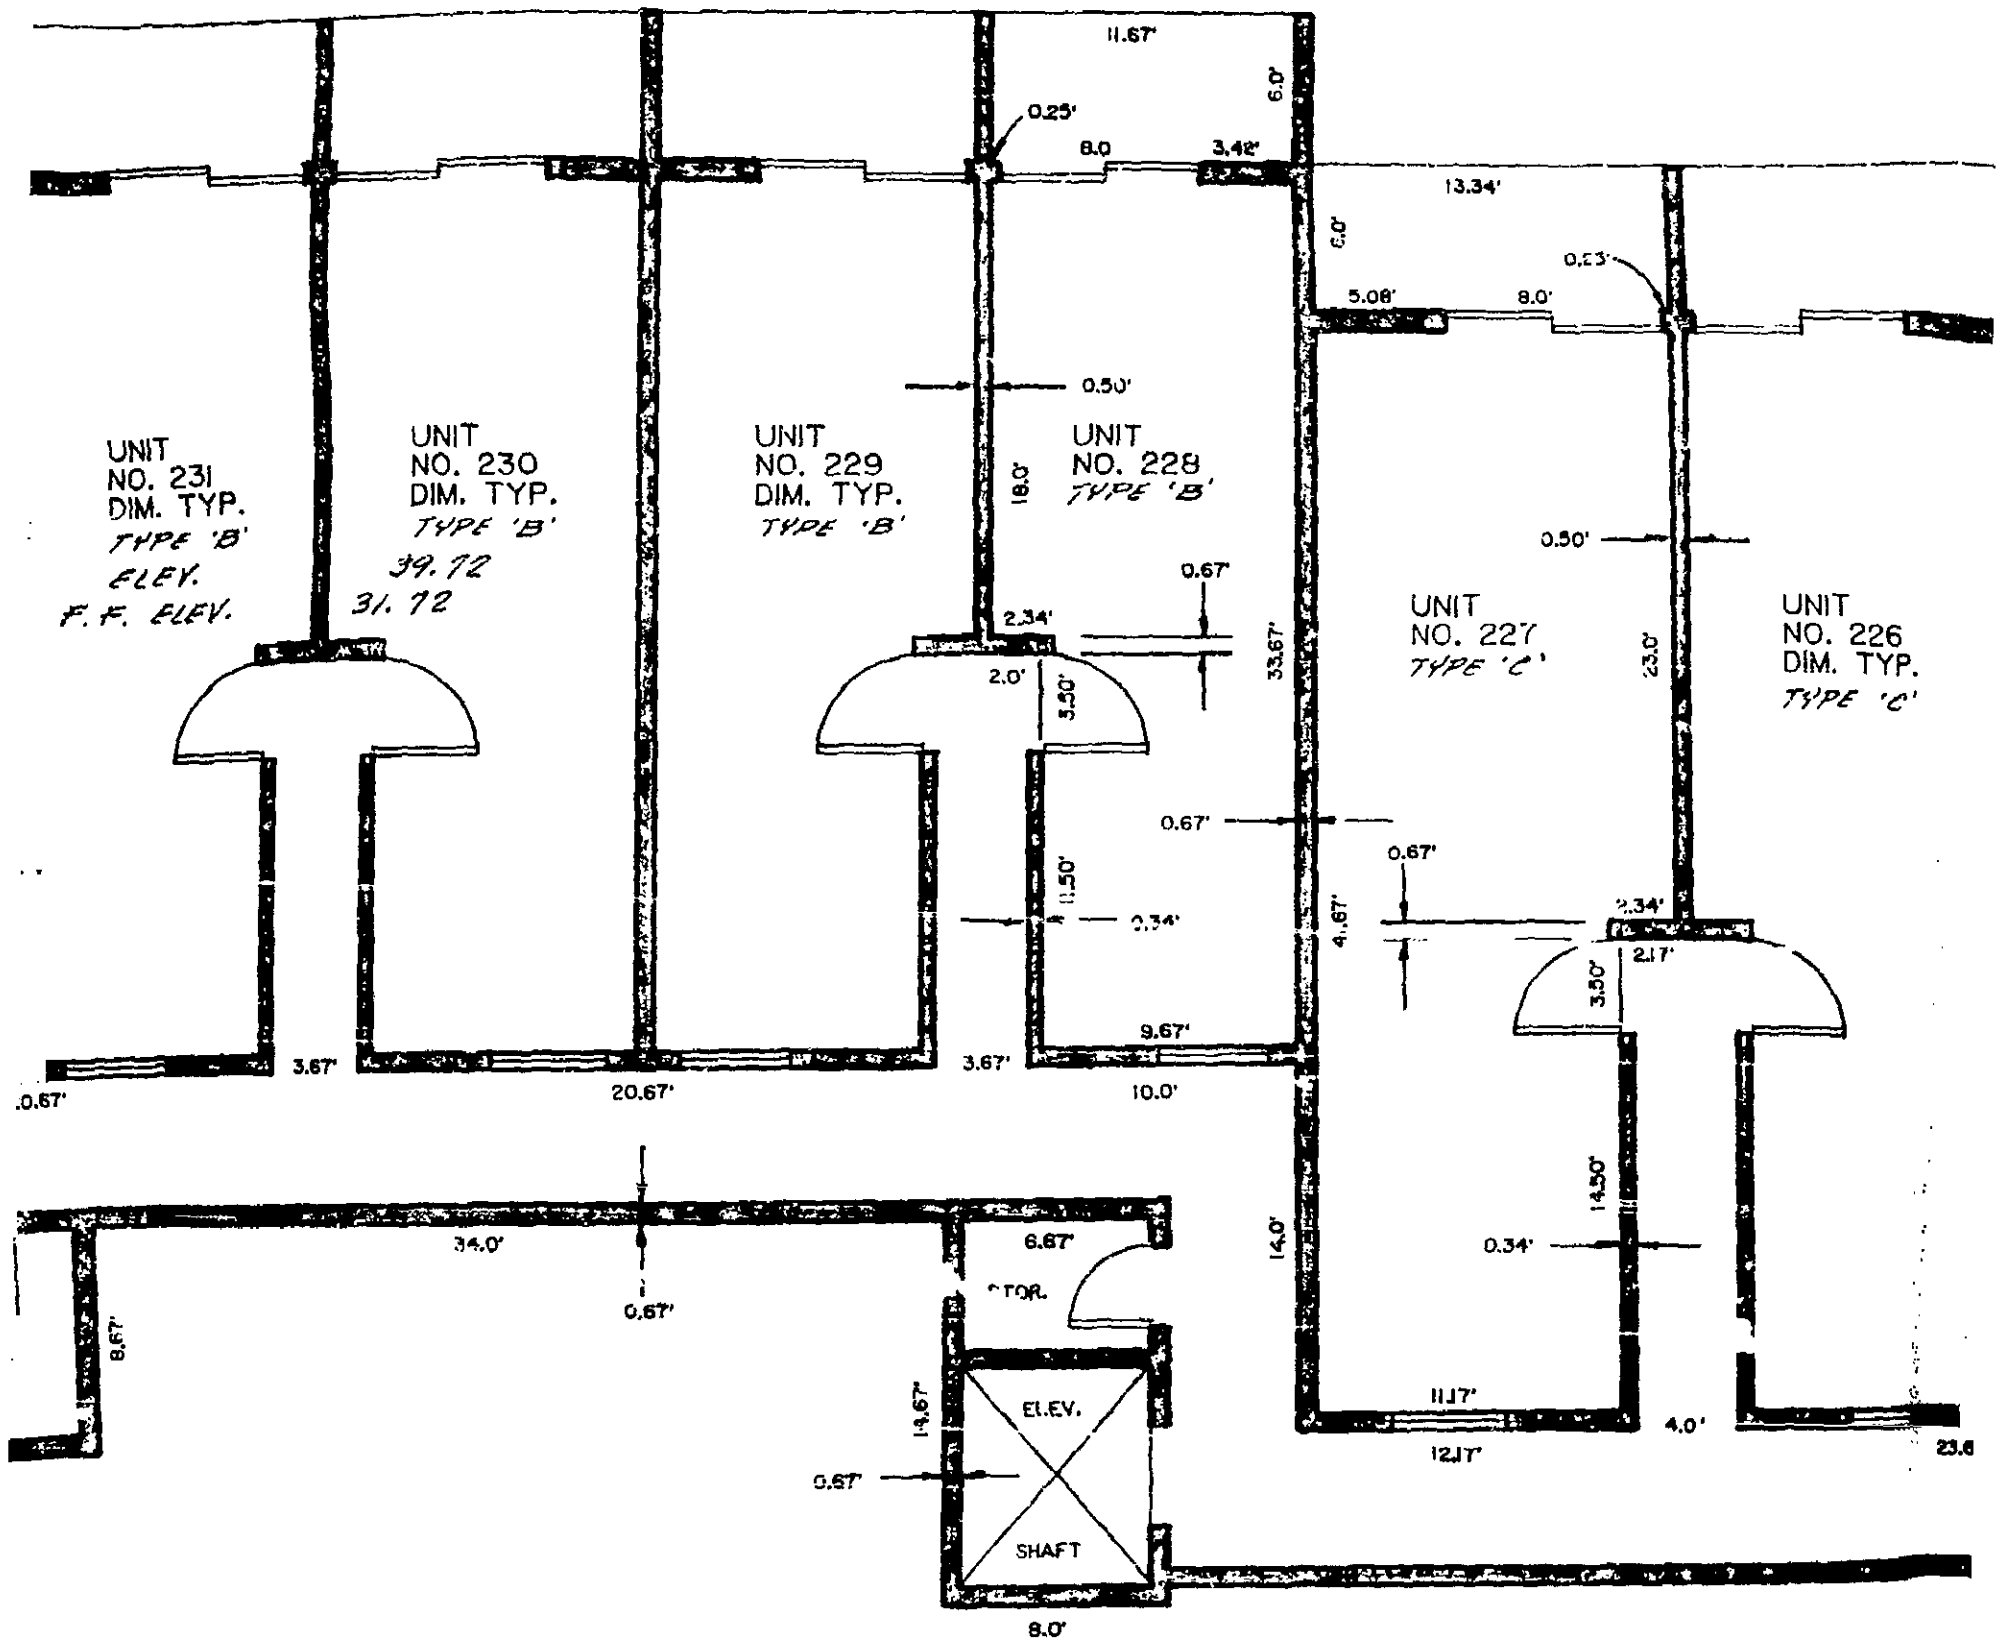 11.67'
6.0'
0.25'
8.0
3.42'
13.34'
6.0'
5.08'
8.0'
0.50'
UNIT
NO. 231
DIM. TYP.
TYPE 'B'
ELEV.
F. F. ELEV.
UNIT
NO. 230
DIM. TYP.
TYPE 'B'
39.72
31.72
UNIT
NO. 229
DIM. TYP.
TYPE 'B'
18.0'
UNIT
NO. 228
TYPE 'B'
0.50'
0.67'
2.34'
2.0'
3.50'
33.67'
UNIT
NO. 227
TYPE 'C'
23.0'
UNIT
NO. 226
DIM. TYP.
TYPE 'C'
0.67'
0.67'
11.50'
0.34'
41.67'
2.34'
2.17'
3.50'
3.67'
9.67'
3.67'
.0.67'
20.67'
10.0'
14.50'
34.0'
6.67'
14.0'
0.34'
0.67'
8.67'
11.17'
14.67'
ELEV.
4.0'
12.17'
23.6
0.67'
SHAFT
8.0'